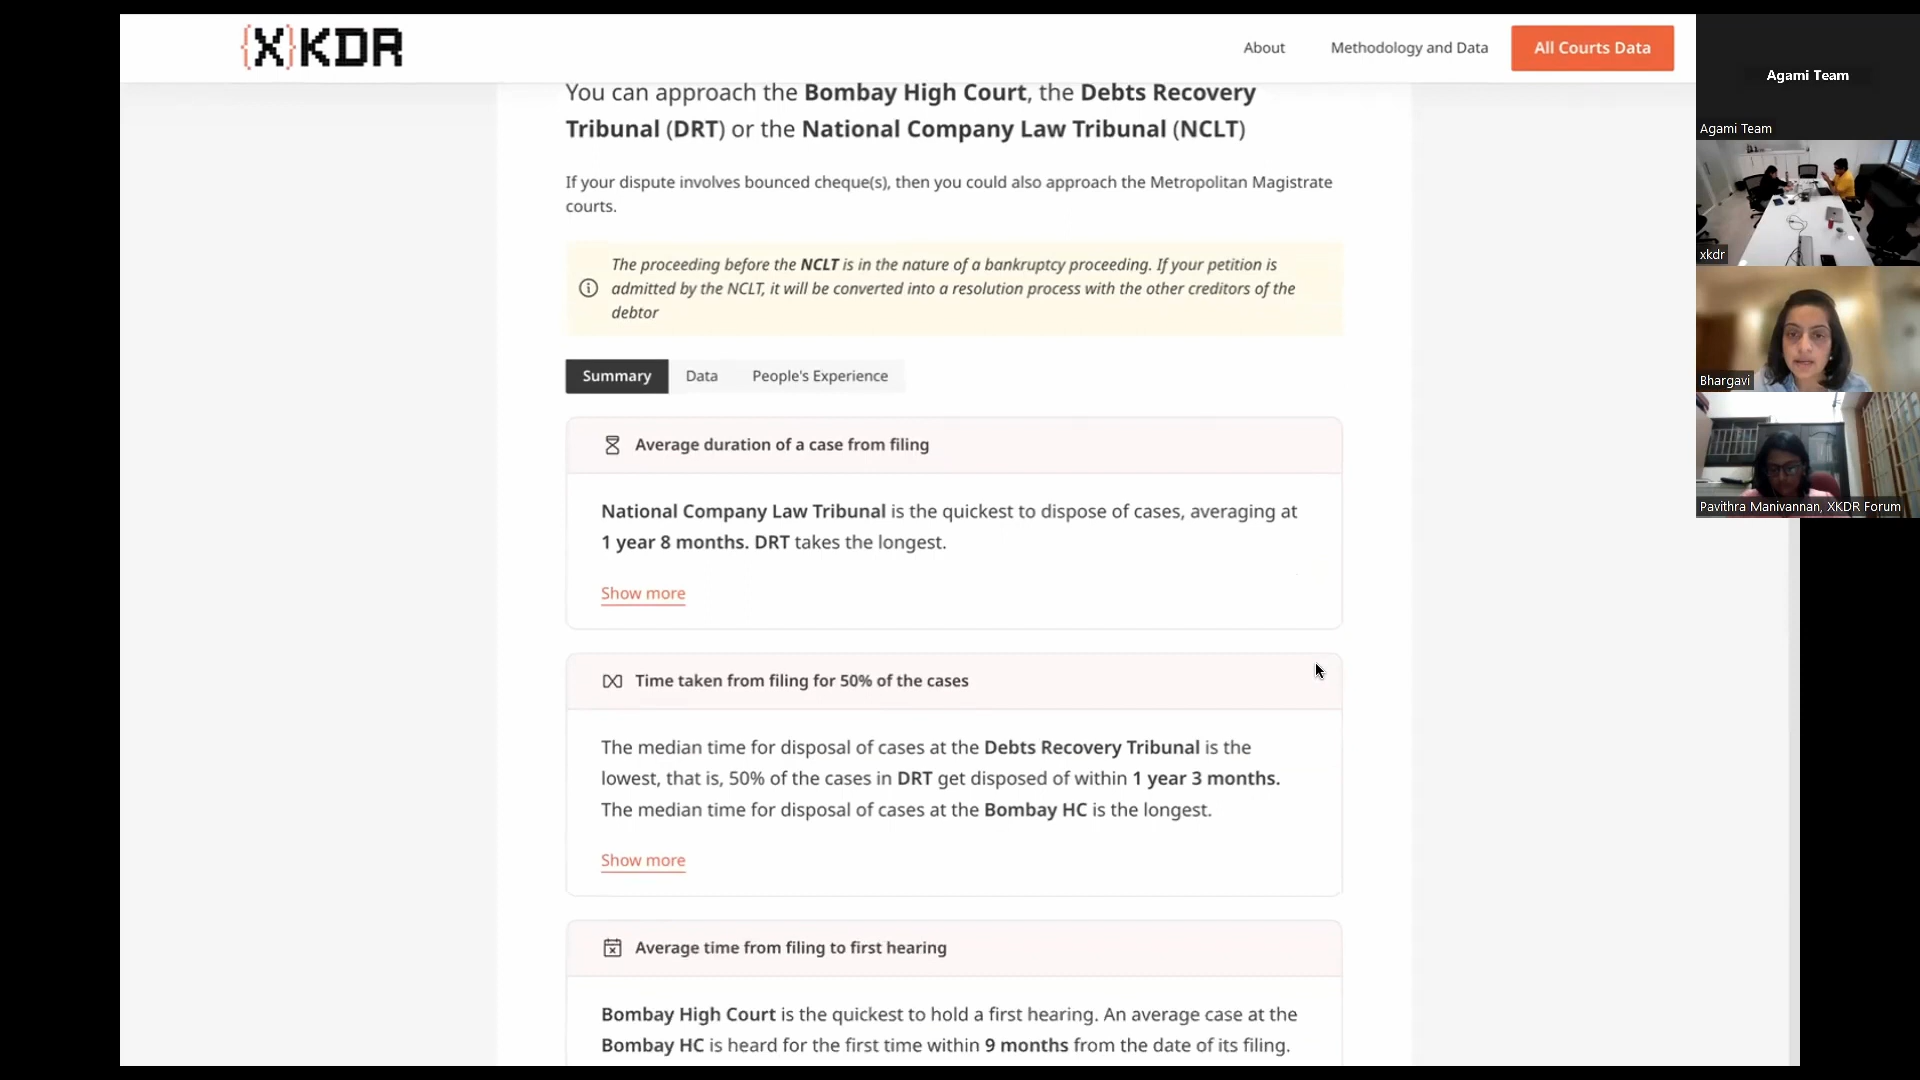 {X}KDR
About
Methodology and Data
All Courts Data
You can approach the Bombay High Court, the Debts Recovery
Tribunal (DRT) or the National Company Law Tribunal (NCLT)
If your dispute involves bounced cheque(s), then you could also approach the Metropolitan Magistrate
courts.
The proceeding before the NCLT is in the nature of a bankruptcy proceeding. If your petition is
admitted by the NCLT, it will be converted into a resolution process with the other creditors of the
debtor
Summary
Data
People's Experience
Average duration of a case from filing
National Company Law Tribunal is the quickest to dispose of cases, averaging at
1 year 8 months. DRT takes the longest.
Show more
Time taken from filing for 50% of the cases
The median time for disposal of cases at the Debts Recovery Tribunal is the
lowest, that is, 50% of the cases in DRT get disposed of within 1 year 3 months.
The median time for disposal of cases at the Bombay HC is the longest.
Show more
Average time from filing to first hearing
Bombay High Court is the quickest to hold a first hearing. An average case at the
Bombay HC is heard for the first time within 9 months from the date of its filing.
Agami Team
Agami Team
xkdr
Bhargavi
Pavithra Manivannan, XKDR Forum